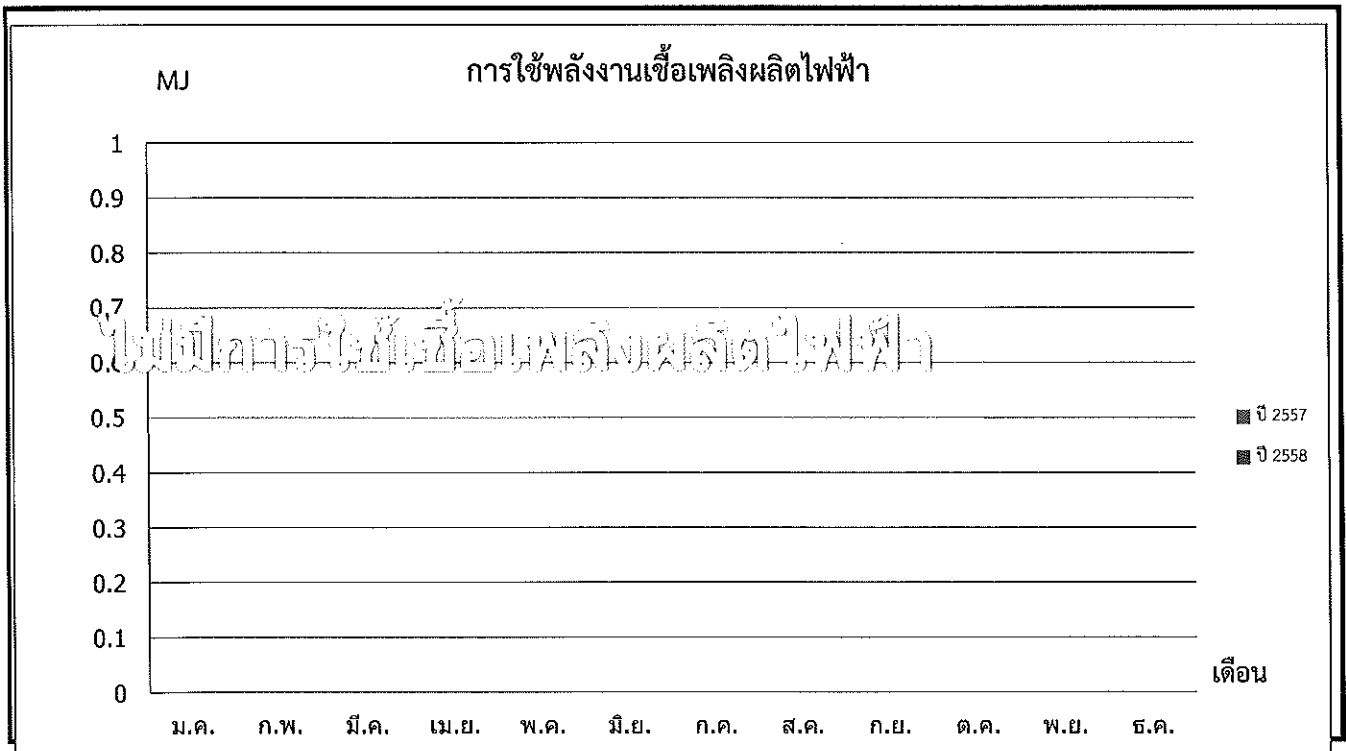 MJ
การใช้พลังงานเชื้อเพลิงผลิตไฟฟ้า
1
0.9
0.8
0.7
ไม่มีการใช้เชื้อเพลิงผลิตไฟฟ้า
0.6
0.5
0.4
0.3
0.2
0.1
0
ปี 2557
ปี 2558
เดือน
ม.ค. ก.พ. มี.ค. เม.ย. พ.ค. มิ.ย. ก.ค. ส.ค. ก.ย. ต.ค. พ.ย. ธ.ค.